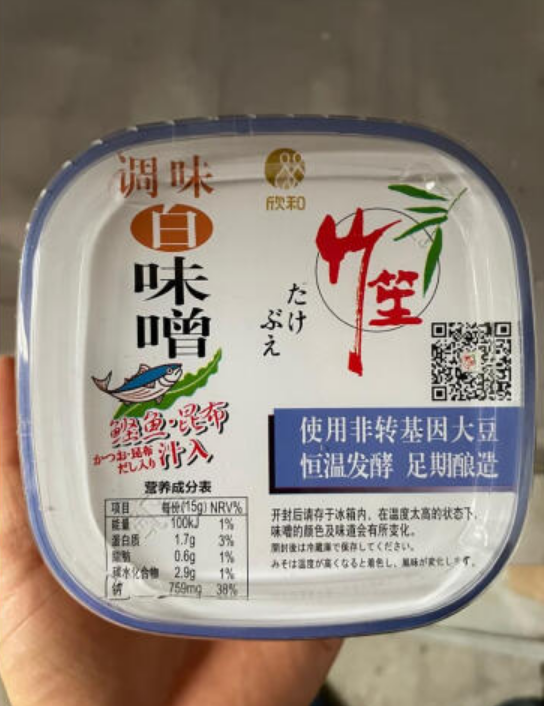 调味
白
味
噌
鲣鱼·昆布
かつお·昆布
だし入り
汁入
欣和
竹笙
たけ
ぶえ
使用非转基因大豆
恒温发酵 足期酿造
营养成分表
项目 每份(15g) NRV%
能量 100kJ 1%
蛋白质 1.7g 3%
脂肪 0.6g 1%
碳水化合物 2.9g 1%
钠 759mg 38%
开封后请存于冰箱内，在温度太高的状态下，
味噌的颜色及味道会有所变化。
開封後は冷蔵庫で保存してください。
みそは温度が高くなると着色し、風味が変化します。